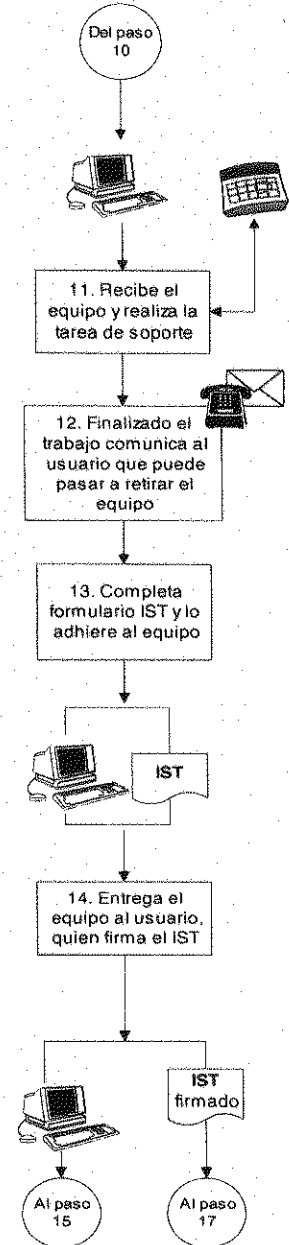 Del paso
10
11. Recibe el
equipo y realiza la
tarea de soporte
12. Finalizado el
trabajo comunica al
usuario que puede
pasar a retirar el
equipo
13. Completa
formulario IST y lo
adhiere al equipo
IST
14. Entrega el
equipo al usuario,
quien firma el IST
IST
firmado
Al paso
15
Al paso
17